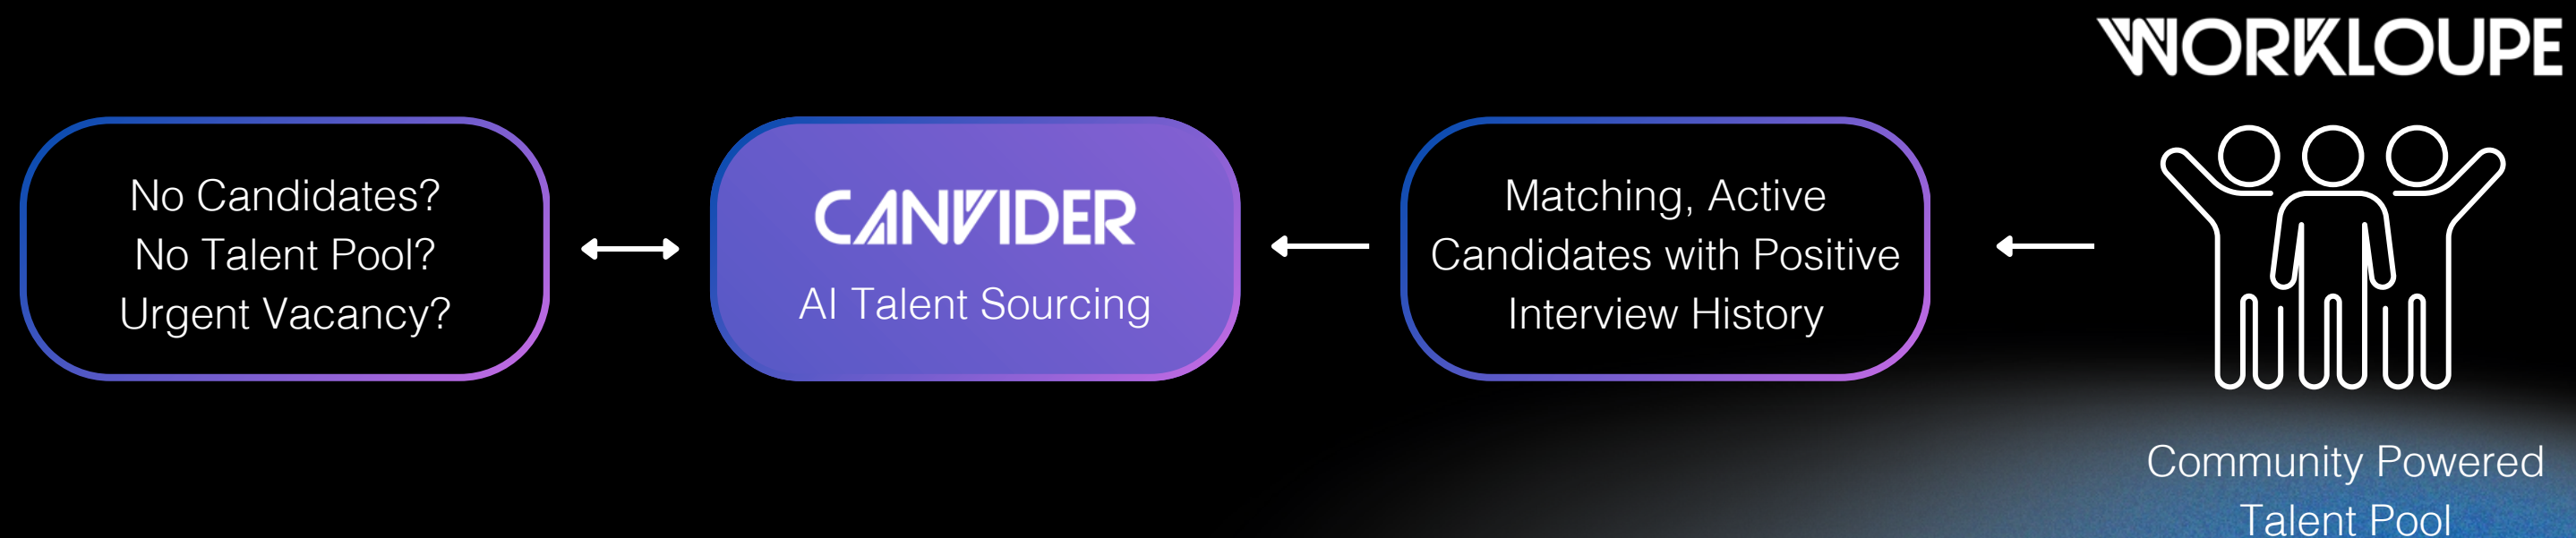 WORKLOUPE
No Candidates?
No Talent Pool?
Urgent Vacancy?
CANVIDER
AI Talent Sourcing
Matching, Active
Candidates with Positive
Interview History
Community Powered
Talent Pool